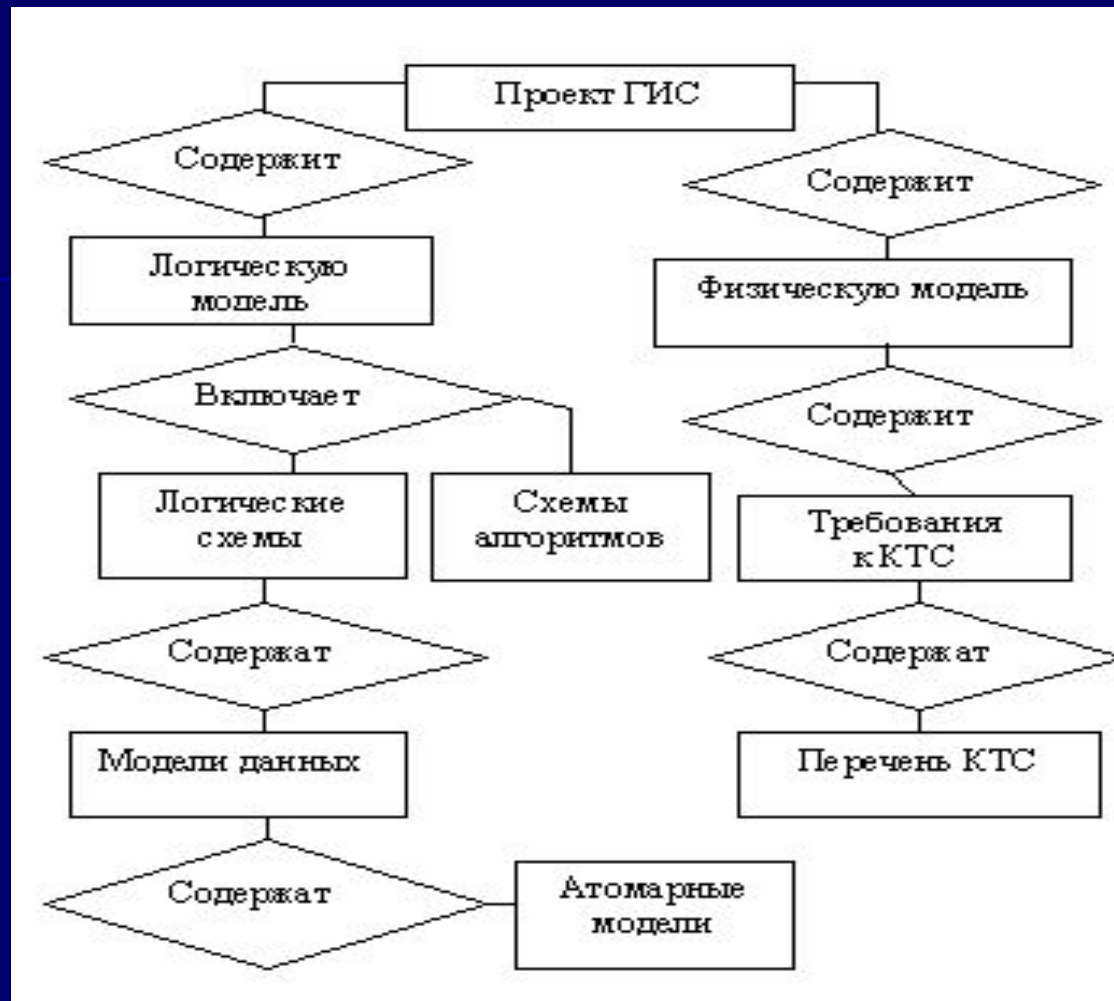 Проект ГИС
Содержит
Содержит
Логическую
модель
Физическую модель
Включает
Содержит
Логические
схемы
Схемы
алгоритмов
Требования
к КТС
Содержат
Содержат
Модели данных
Перечень КТС
Содержат
Атомарные
модели